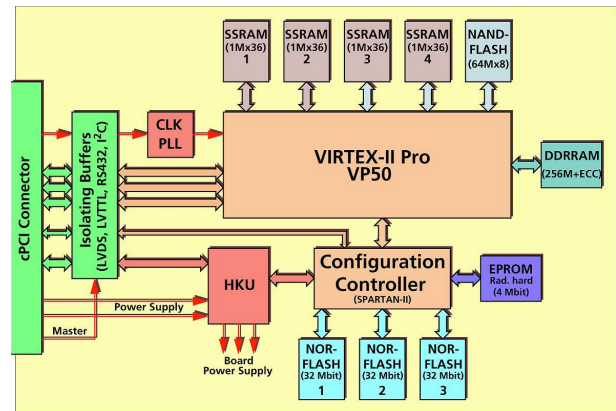 SSRAM
(1Mx36)
1
SSRAM
(1Mx36)
2
SSRAM
(1Mx36)
3
SSRAM
(1Mx36)
4
NAND-
FLASH
(64Mx8)
cPCI Connector
Isolating Buffers
(LVDS, LVTTL, RS432, I²C)
CLK
PLL
VIRTEX-II Pro
VP50
DDRRAM
(256M+ECC)
HKU
Configuration
Controller
(SPARTAN-II)
EPROM
Rad. hard
(4 Mbit)
Power Supply
Master
Board
Power Supply
NOR-
FLASH
(32 Mbit)
1
NOR-
FLASH
(32 Mbit)
2
NOR-
FLASH
(32 Mbit)
3